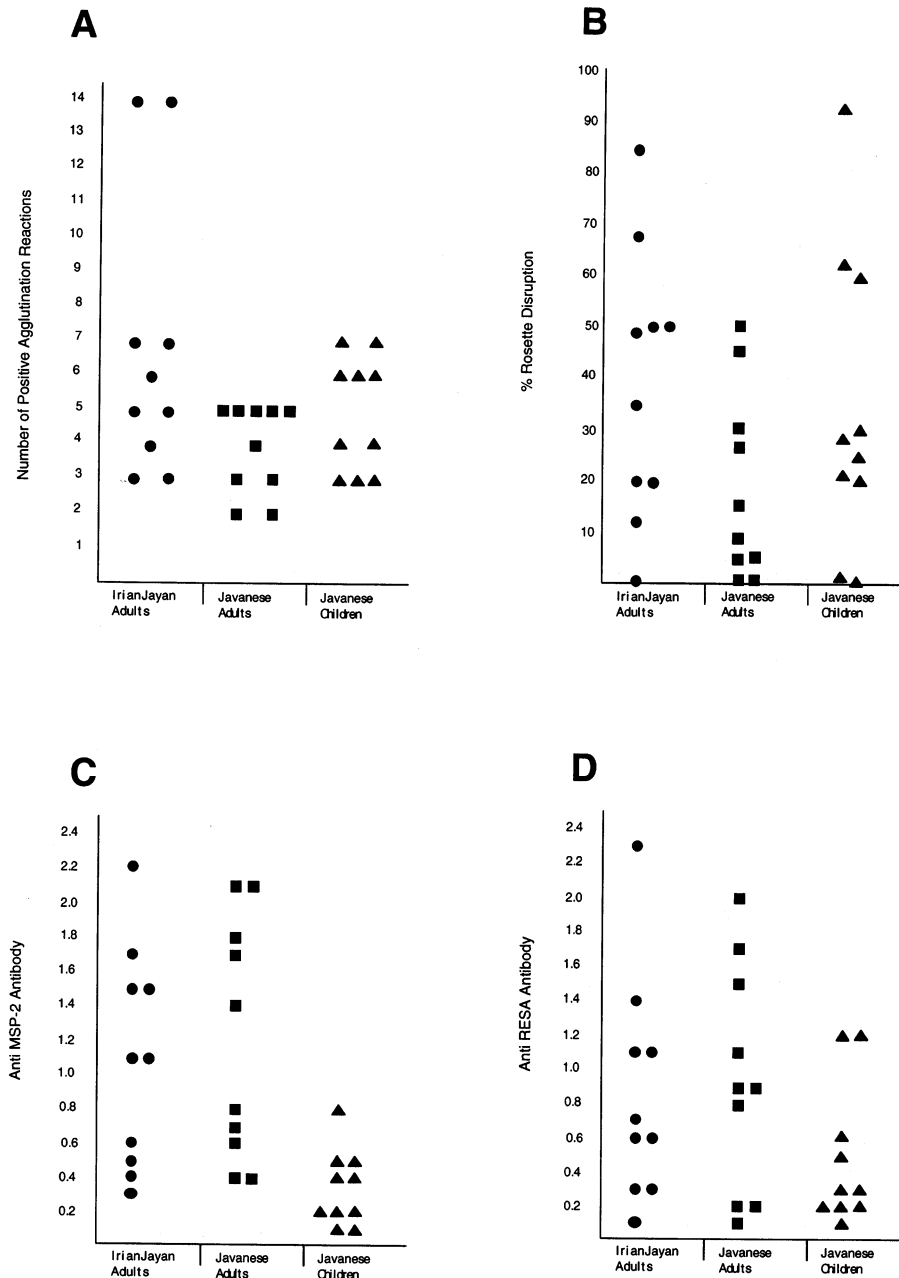 A
Number of Positive Agglutination Reactions
14
13
12
11
10
9
8
7
6
5
4
3
2
1
IrianJayan
Adults
Javanese
Adults
Javanese
Children
B
% Rosette Disruption
100
90
80
70
60
50
40
30
20
10
IrianJayan
Adults
Javanese
Adults
Javanese
Children
C
Anti MSP-2 Antibody
2.4
2.2
2.0
1.8
1.6
1.4
1.2
1.0
0.8
0.6
0.4
0.2
IrianJayan
Adults
Javanese
Adults
Javanese
Children
D
Anti RESA Antibody
2.4
2.2
2.0
1.8
1.6
1.4
1.2
1.0
0.8
0.6
0.4
0.2
IrianJayan
Adults
Javanese
Adults
Javanese
Children